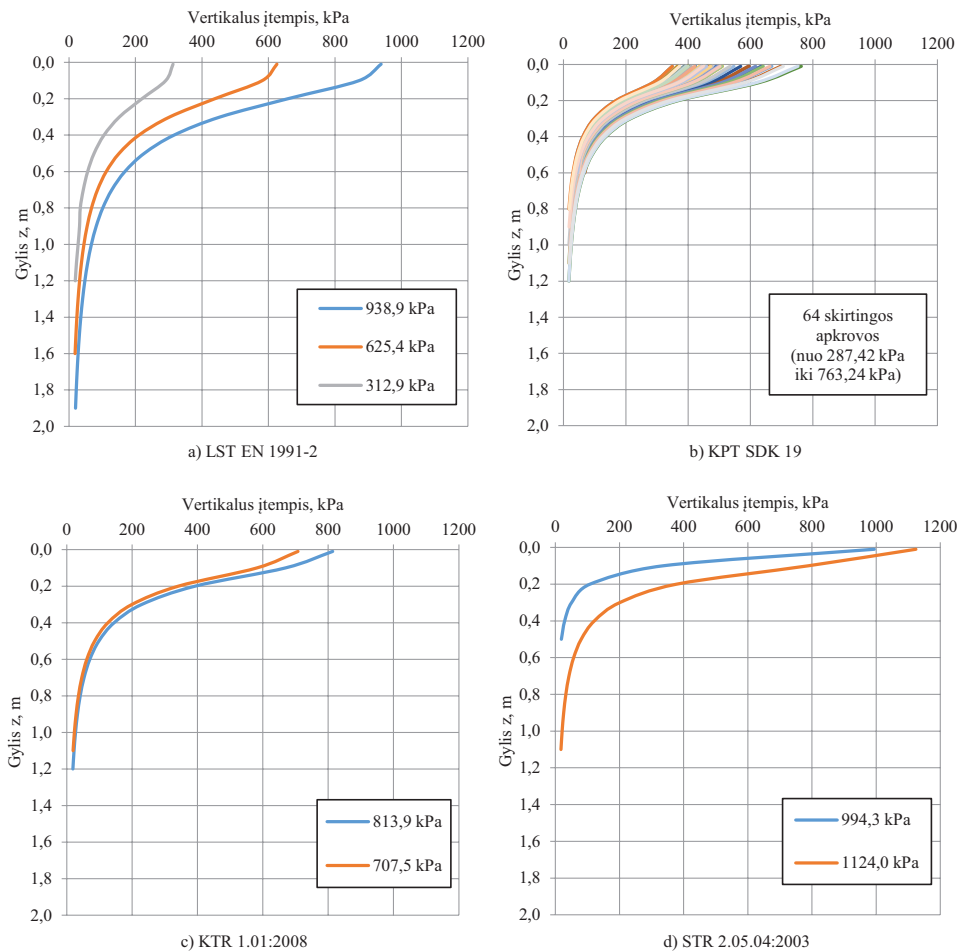 Vertikalus įtempis, kPa
0 200 400 600 800 1000 1200
Gylis z, m
0,0
0,2
0,4
0,6
0,8
1,0
1,2
1,4
1,6
1,8
2,0
938,9 kPa
625,4 kPa
312,9 kPa
a) LST EN 1991-2
Vertikalus įtempis, kPa
0 200 400 600 800 1000 1200
Gylis z, m
0,0
0,2
0,4
0,6
0,8
1,0
1,2
1,4
1,6
1,8
2,0
64 skirtingos
apkrovos
(nuo 287,42 kPa
iki 763,24 kPa)
b) KPT SDK 19
Vertikalus įtempis, kPa
0 200 400 600 800 1000 1200
Gylis z, m
0,0
0,2
0,4
0,6
0,8
1,0
1,2
1,4
1,6
1,8
2,0
813,9 kPa
707,5 kPa
c) KTR 1.01:2008
Vertikalus įtempis, kPa
0 200 400 600 800 1000 1200
Gylis z, m
0,0
0,2
0,4
0,6
0,8
1,0
1,2
1,4
1,6
1,8
2,0
994,3 kPa
1124,0 kPa
d) STR 2.05.04:2003